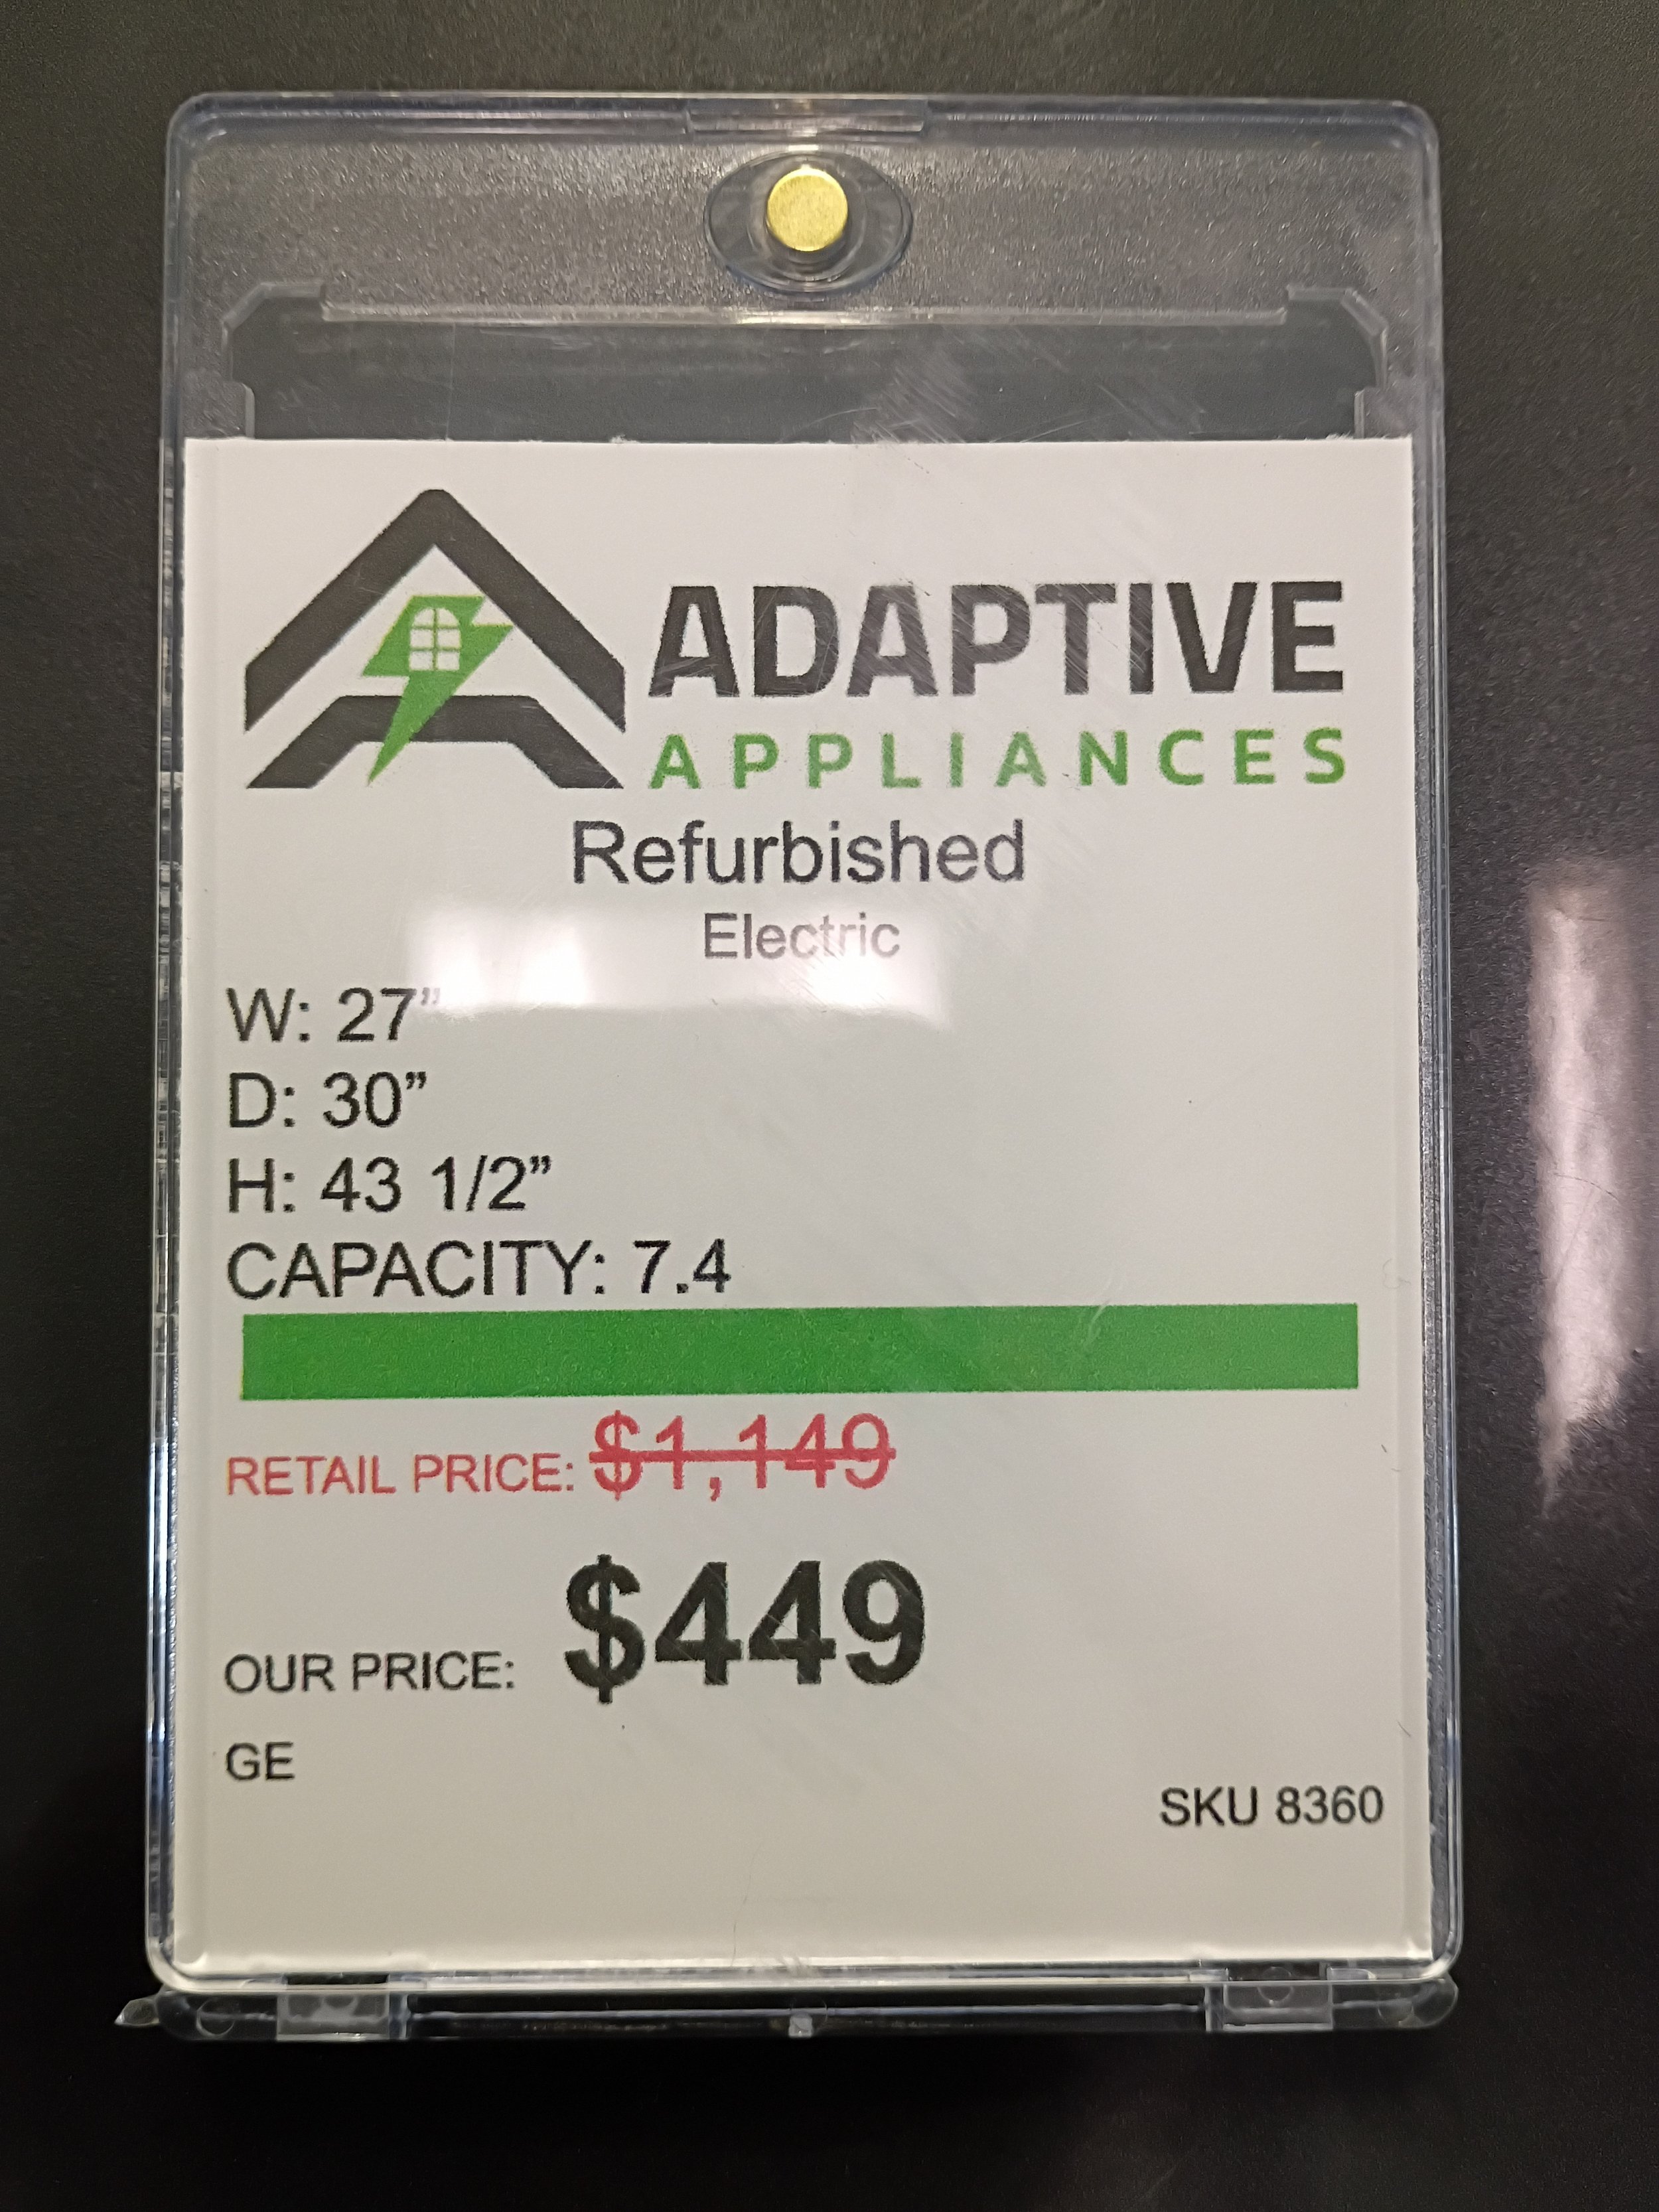 ADAPTIVE
APPLIANCES
Refurbished
Electric
W: 27”
D: 30”
H: 43 1/2”
CAPACITY: 7.4
RETAIL PRICE: $1,149
OUR PRICE: $449
GE
SKU 8360